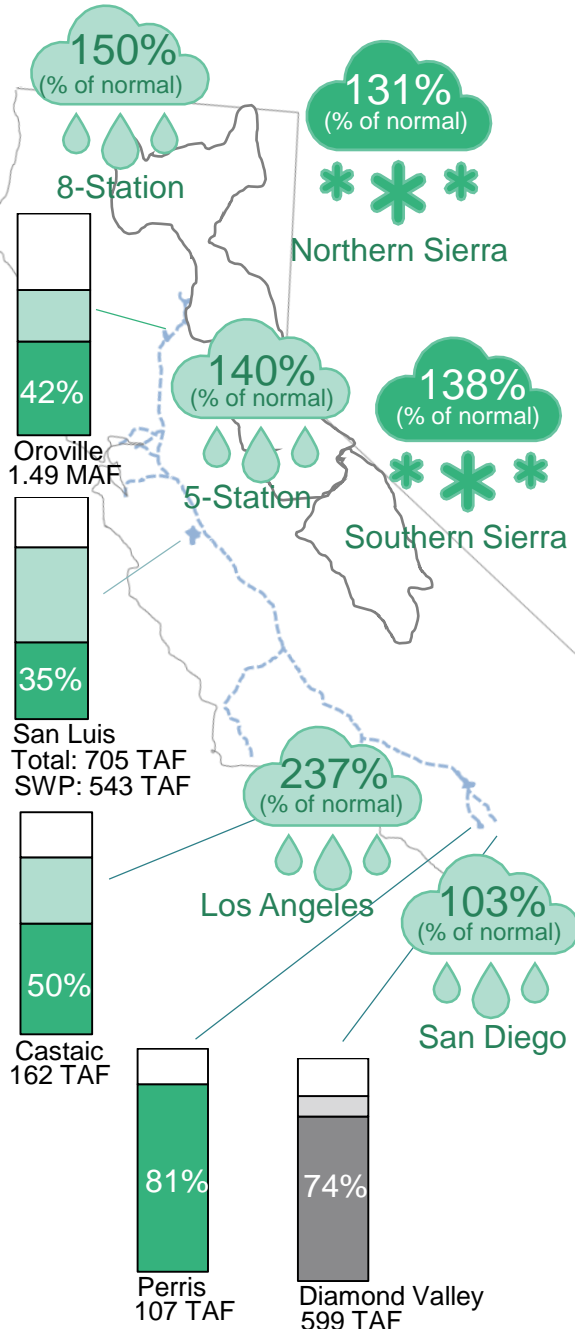 150%
(% of normal)
8-Station
131%
(% of normal)
Northern Sierra
42%
Oroville
1.49 MAF
140%
(% of normal)
5-Station
138%
(% of normal)
Southern Sierra
35%
San Luis
Total: 705 TAF
SWP: 543 TAF
237%
(% of normal)
Los Angeles
103%
(% of normal)
San Diego
50%
Castaic
162 TAF
81%
Perris
107 TAF
74%
Diamond Valley
599 TAF